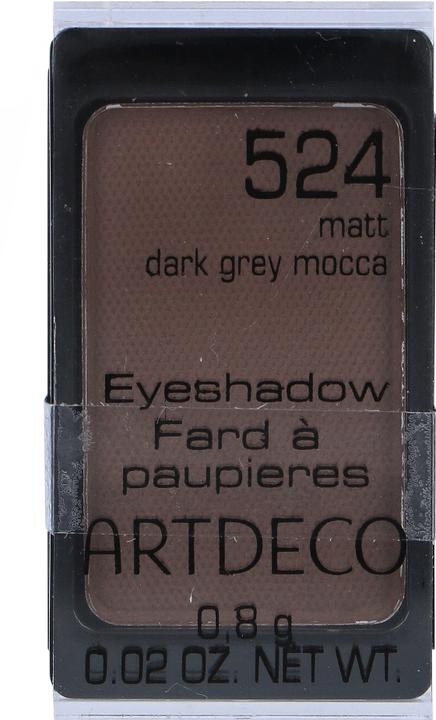 524
matt
dark grey mocca
Eyeshadow
Fard à
paupieres
ARTDECO
0,8 g
0.02 OZ. NET WT.